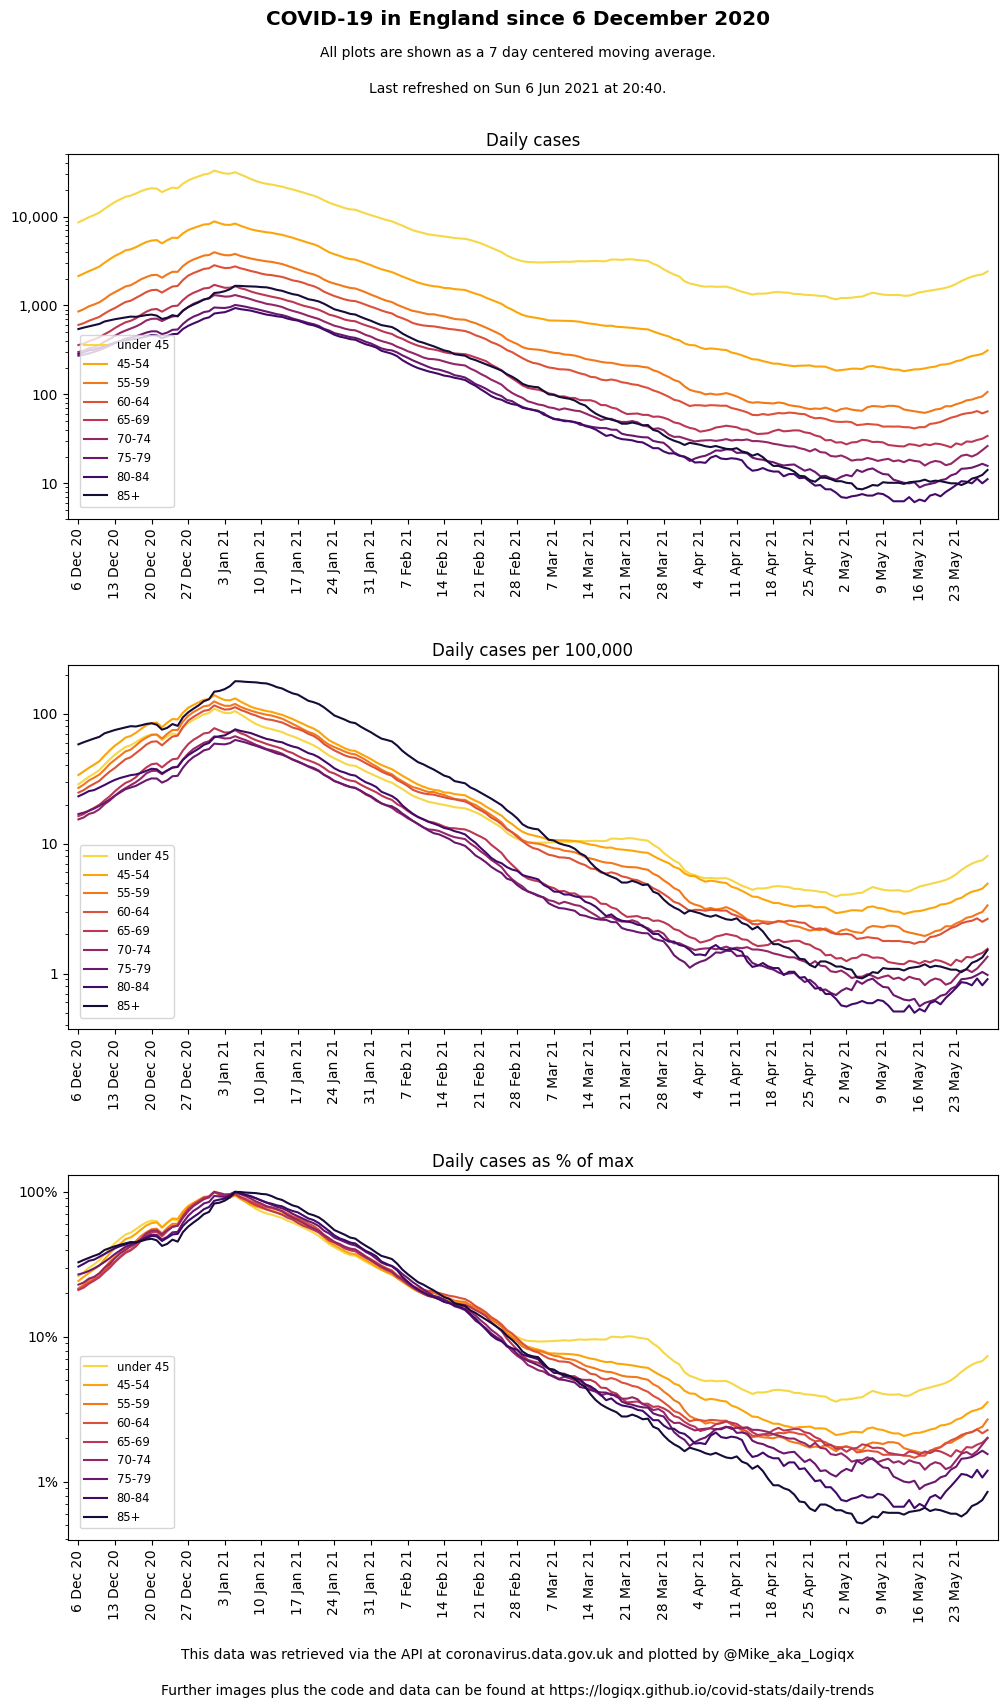 COVID-19 in England since 6 December 2020
All plots are shown as a 7 day centered moving average.
Last refreshed on Sun 6 Jun 2021 at 20:40.
Daily cases
10,000
1,000
100
10
under 45
45-54
55-59
60-64
65-69
70-74
75-79
80-84
85+
6 Dec 20
13 Dec 20
20 Dec 20
27 Dec 20
3 Jan 21
10 Jan 21
17 Jan 21
24 Jan 21
31 Jan 21
7 Feb 21
14 Feb 21
21 Feb 21
28 Feb 21
7 Mar 21
14 Mar 21
21 Mar 21
28 Mar 21
4 Apr 21
11 Apr 21
18 Apr 21
25 Apr 21
2 May 21
9 May 21
16 May 21
23 May 21
Daily cases per 100,000
100
10
1
under 45
45-54
55-59
60-64
65-69
70-74
75-79
80-84
85+
6 Dec 20
13 Dec 20
20 Dec 20
27 Dec 20
3 Jan 21
10 Jan 21
17 Jan 21
24 Jan 21
31 Jan 21
7 Feb 21
14 Feb 21
21 Feb 21
28 Feb 21
7 Mar 21
14 Mar 21
21 Mar 21
28 Mar 21
4 Apr 21
11 Apr 21
18 Apr 21
25 Apr 21
2 May 21
9 May 21
16 May 21
23 May 21
Daily cases as % of max
100%
10%
1%
under 45
45-54
55-59
60-64
65-69
70-74
75-79
80-84
85+
6 Dec 20
13 Dec 20
20 Dec 20
27 Dec 20
3 Jan 21
10 Jan 21
17 Jan 21
24 Jan 21
31 Jan 21
7 Feb 21
14 Feb 21
21 Feb 21
28 Feb 21
7 Mar 21
14 Mar 21
21 Mar 21
28 Mar 21
4 Apr 21
11 Apr 21
18 Apr 21
25 Apr 21
2 May 21
9 May 21
16 May 21
23 May 21
This data was retrieved via the API at coronavirus.data.gov.uk and plotted by @Mike_aka_Logiqx
Further images plus the code and data can be found at https://logiqx.github.io/covid-stats/daily-trends